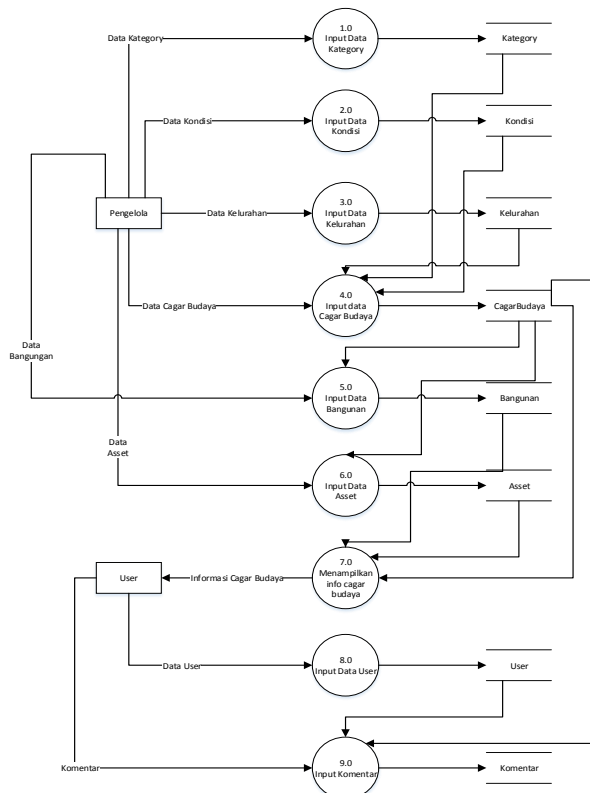 Data Kategory
1.0
Input Data
Kategory
Kategory
Data Kondisi
2.0
Input Data
Kondisi
Kondisi
Pengelola
Data Kelurahan
3.0
Input Data
Kelurahan
Kelurahan
Data Cagar Budaya
4.0
Input data
Cagar Budaya
CagarBudaya
Data
Bangungan
5.0
Input Data
Bangunan
Bangunan
Data
Asset
6.0
Input Data
Asset
Asset
User
Informasi Cagar Budaya
7.0
Menampilkan
info cagar
budaya
Data User
8.0
Input Data User
User
Komentar
9.0
Input Komentar
Komentar